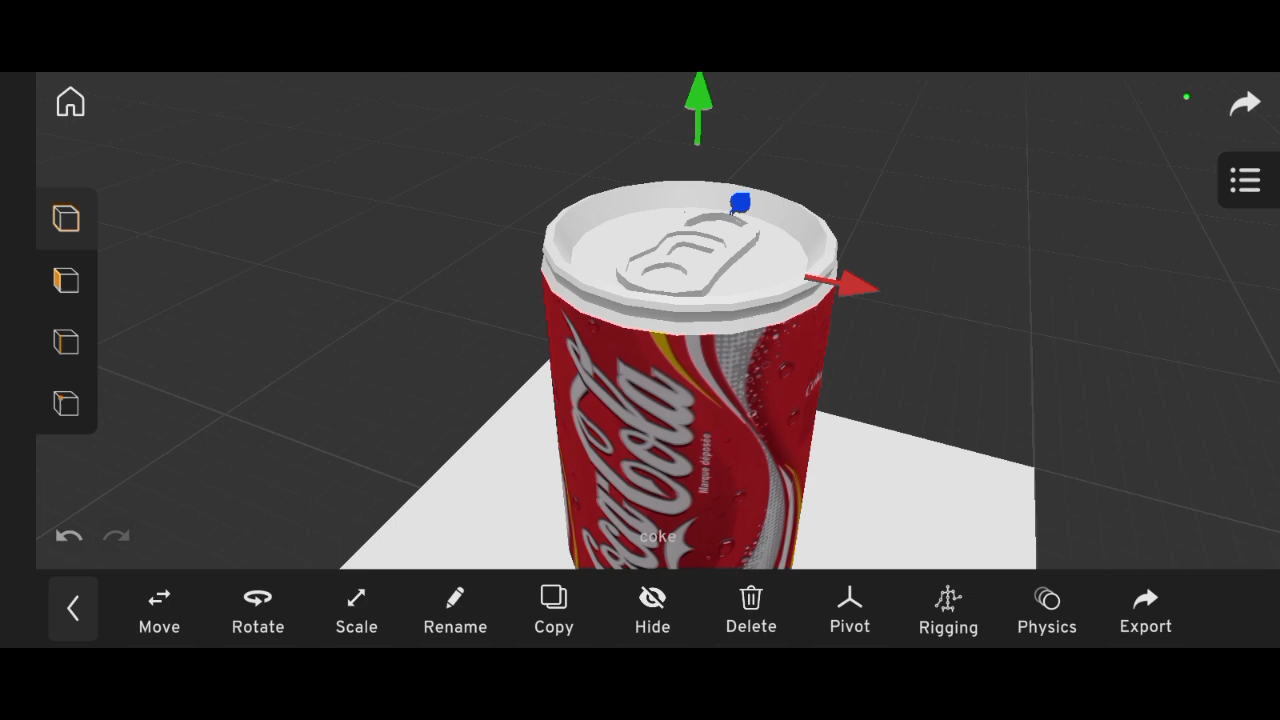 Coca-Cola
Marque déposée
coke
Move
Rotate
Scale
Rename
Copy
Hide
Delete
Pivot
Rigging
Physics
Export